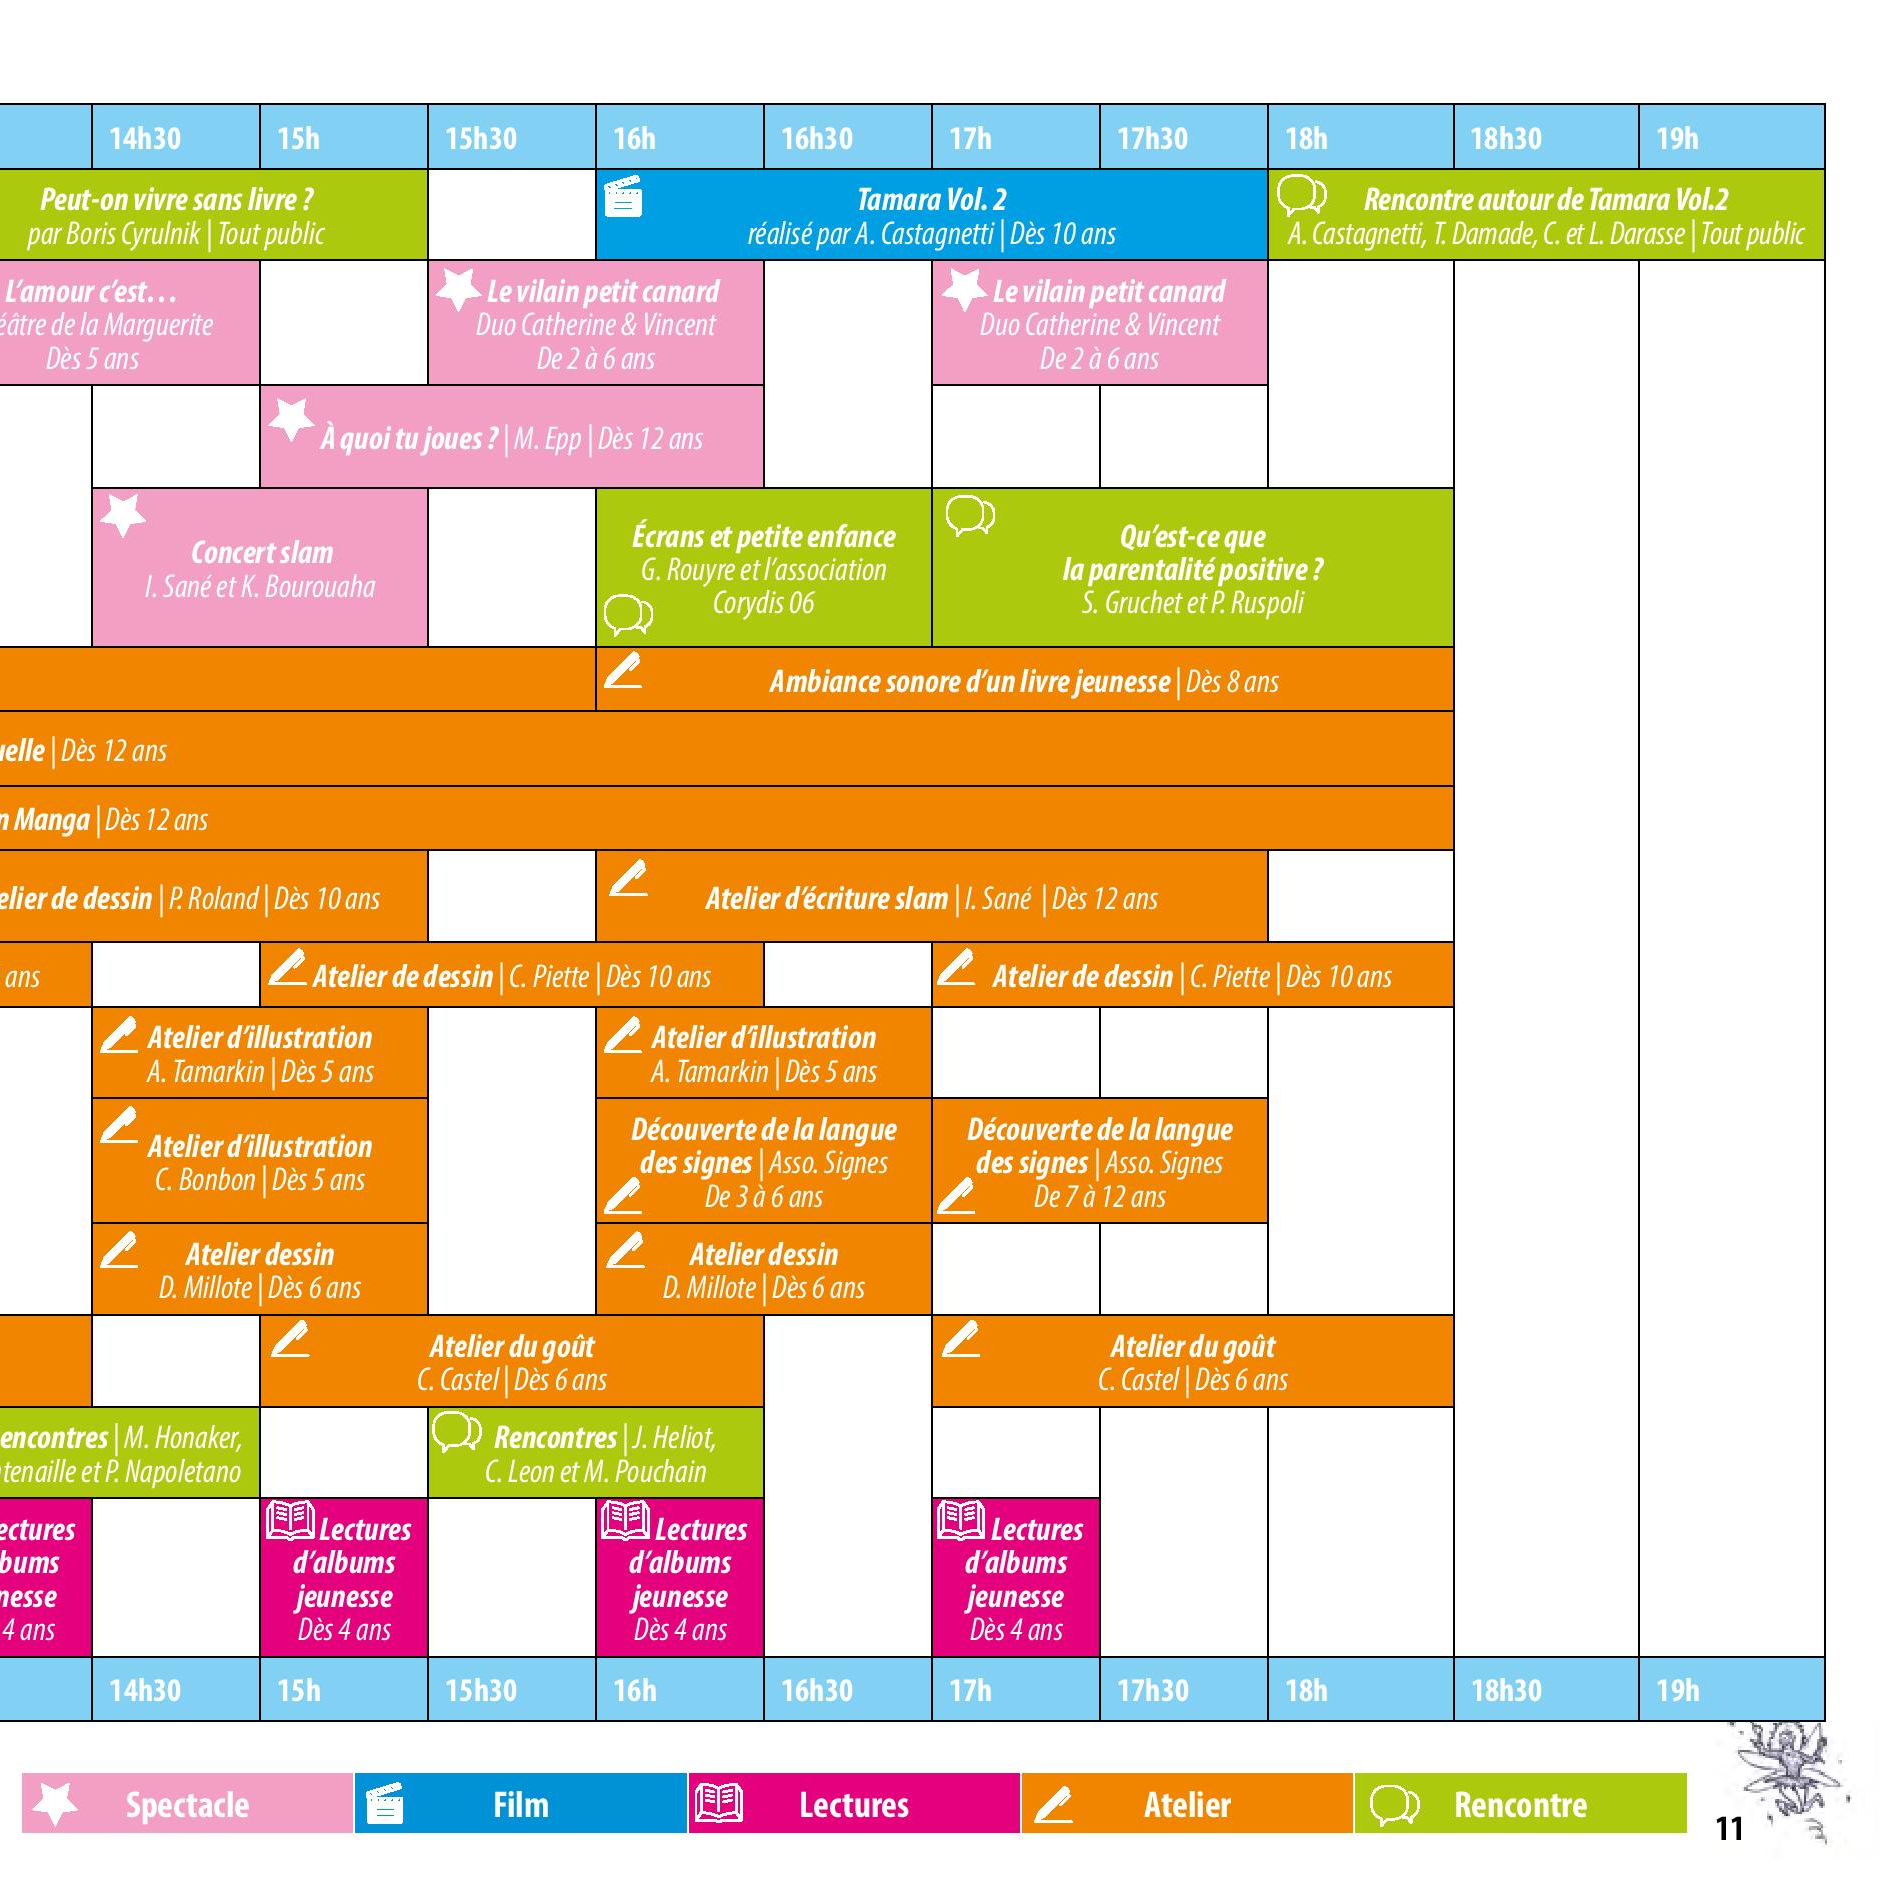 14h30 15h 15h30 16h 16h30 17h 17h30 18h 18h30 19h
Peut-on vivre sans livre ?
par Boris Cyrulnik | Tout public
Tamara Vol. 2
réalisé par A. Castagnetti | Dès 10 ans
Rencontre autour de Tamara Vol.2
A. Castagnetti, T. Damade, C. et L. Darasse | Tout public
L'amour c'est…
éâtre de la Marguerite
Dès 5 ans
Le vilain petit canard
Duo Catherine & Vincent
De 2 à 6 ans
Le vilain petit canard
Duo Catherine & Vincent
De 2 à 6 ans
À quoi tu joues ? | M. Epp | Dès 12 ans
Concert slam
I. Sané et K. Bourouaha
Écrans et petite enfance
G. Rouyre et l'association
Corydis 06
Qu'est-ce que
la parentalité positive ?
S. Gruchet et P. Ruspoli
Ambiance sonore d'un livre jeunesse | Dès 8 ans
uelle | Dès 12 ans
n Manga | Dès 12 ans
elier de dessin | P. Roland | Dès 10 ans
Atelier d'écriture slam | I. Sané | Dès 12 ans
ans
Atelier de dessin | C. Piette | Dès 10 ans
Atelier de dessin | C. Piette | Dès 10 ans
Atelier d'illustration
A. Tamarkin | Dès 5 ans
Atelier d'illustration
A. Tamarkin | Dès 5 ans
Atelier d'illustration
C. Bonbon | Dès 5 ans
Découverte de la langue
des signes | Asso. Signes
De 3 à 6 ans
Découverte de la langue
des signes | Asso. Signes
De 7 à 12 ans
Atelier dessin
D. Millote | Dès 6 ans
Atelier dessin
D. Millote | Dès 6 ans
Atelier du goût
C. Castel | Dès 6 ans
Atelier du goût
C. Castel | Dès 6 ans
encontres | M. Honaker,
ntenaille et P. Napoletano
Rencontres | J. Heliot,
C. Leon et M. Pouchain
ectures
bums
nesse
4 ans
Lectures
d'albums
jeunesse
Dès 4 ans
Lectures
d'albums
jeunesse
Dès 4 ans
Lectures
d'albums
jeunesse
Dès 4 ans
14h30 15h 15h30 16h 16h30 17h 17h30 18h 18h30 19h
Spectacle Film Lectures Atelier Rencontre
11